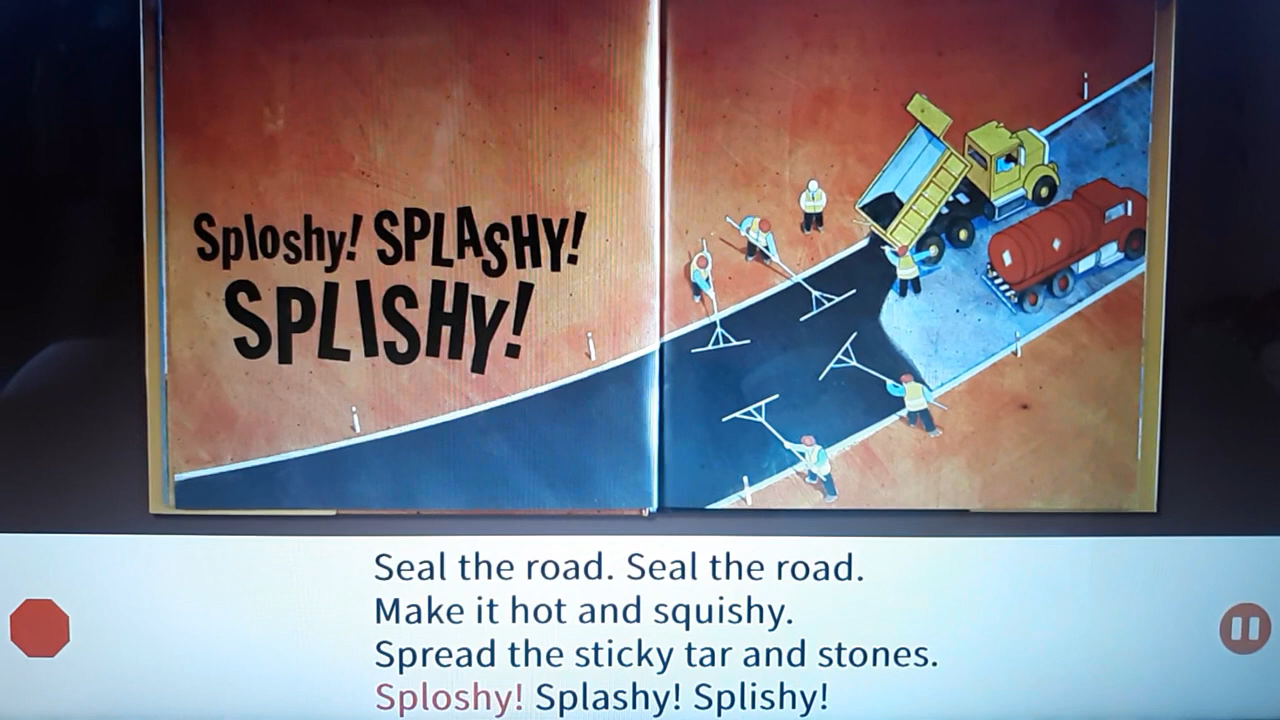 Sploshy! SPLASHY!
SPLISHY!
Seal the road. Seal the road.
Make it hot and squishy.
Spread the sticky tar and stones.
Sploshy! Splashy! Splishy!